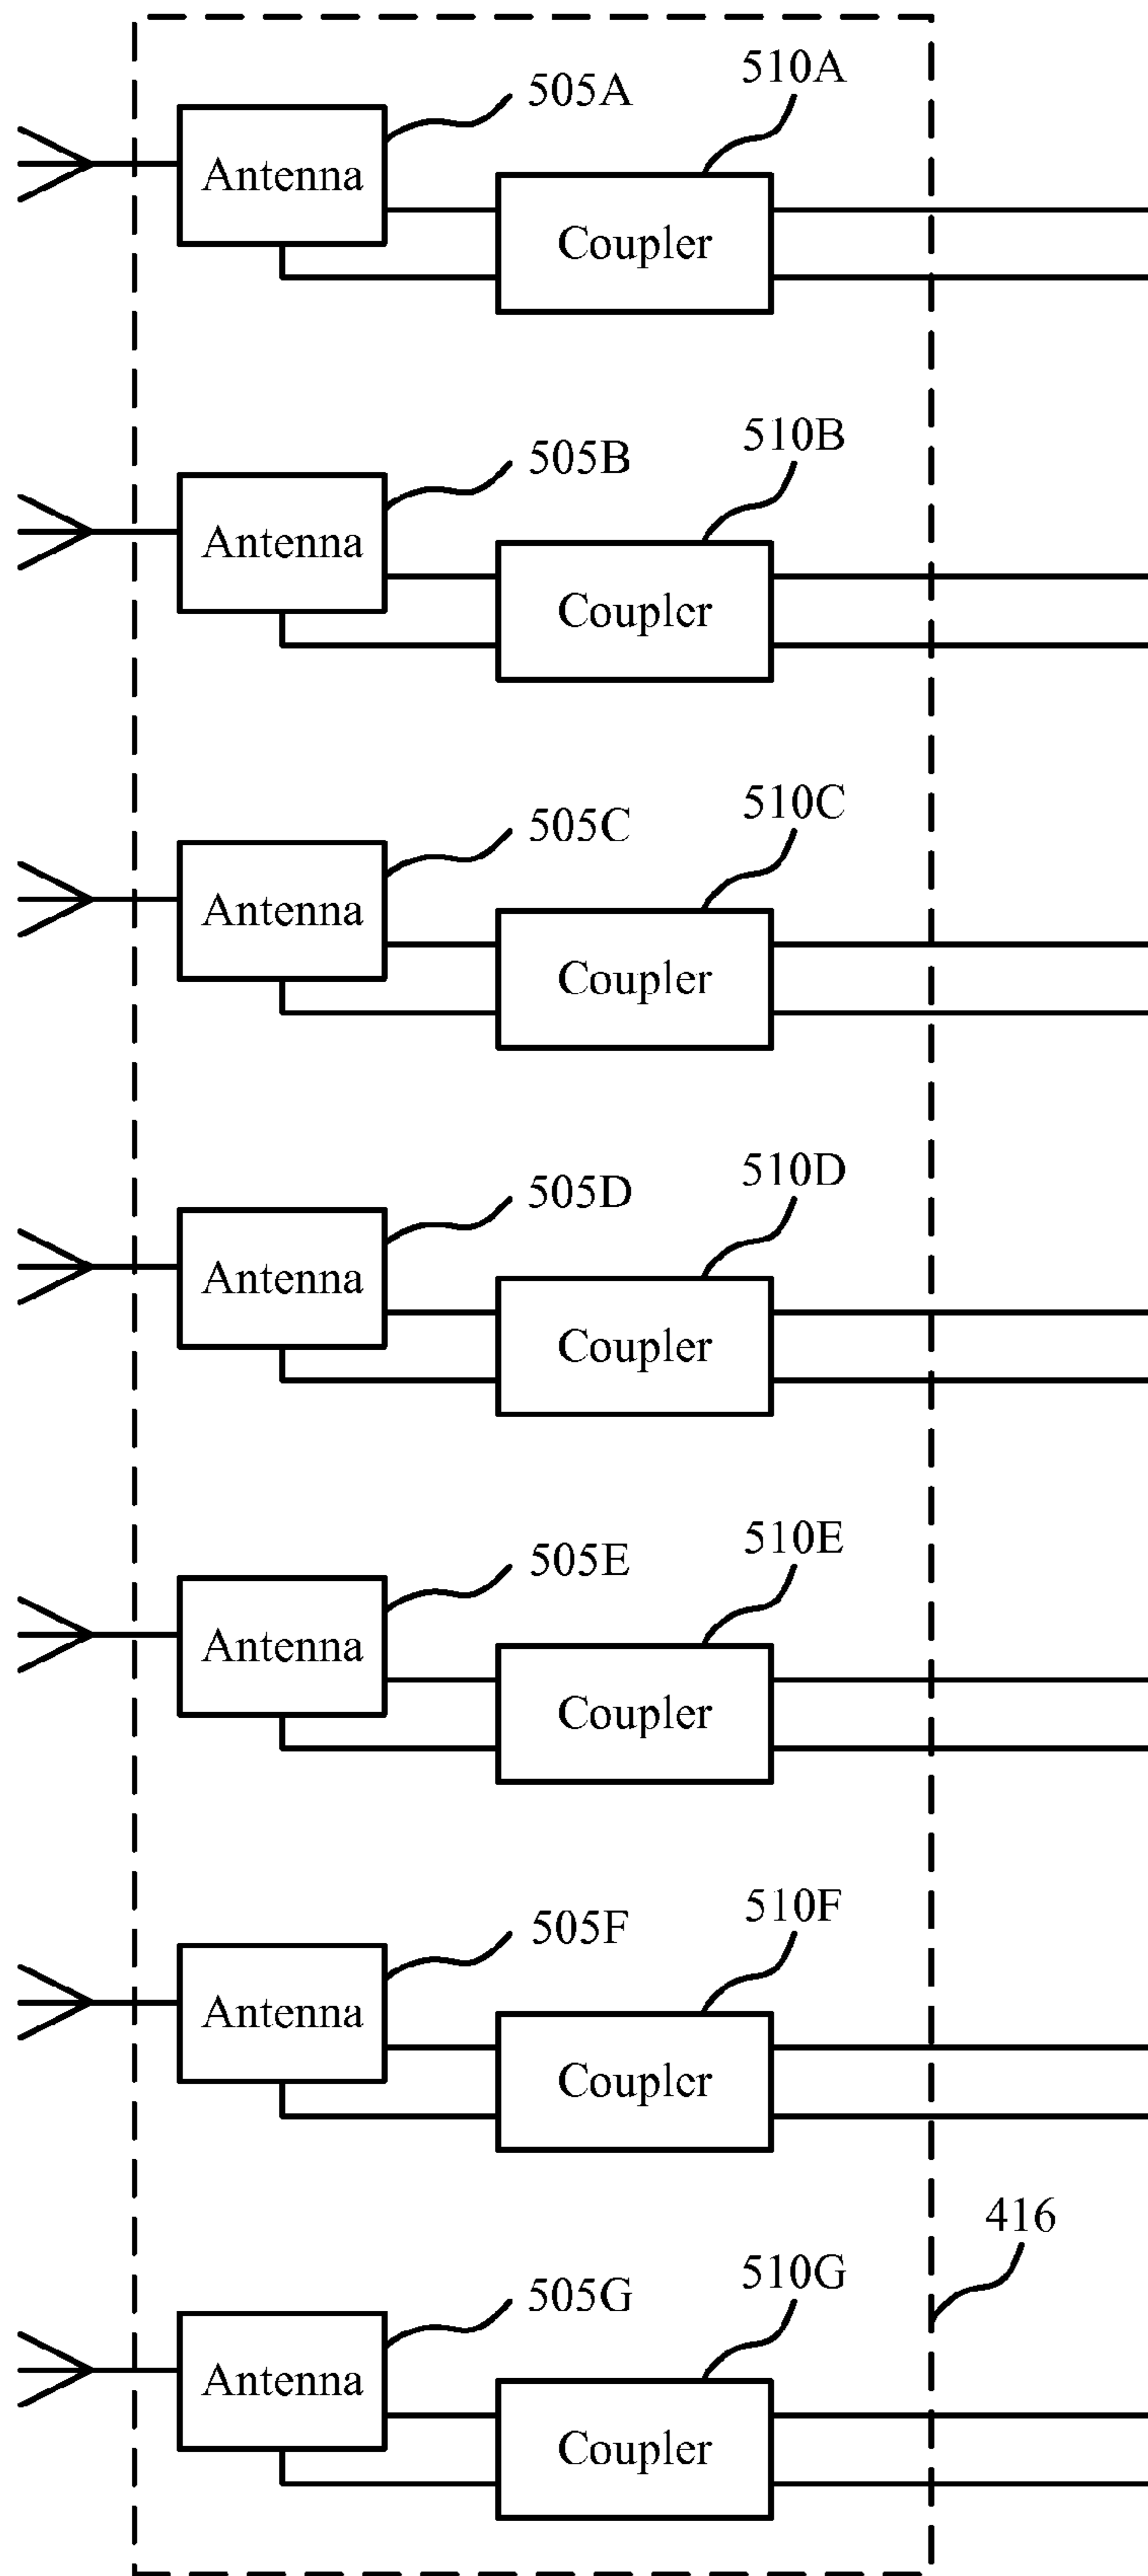 510A
505A
Antenna
Coupler
510B
505B
Antenna
Coupler
510C
505C
Antenna
Coupler
510D
505D
Antenna
Coupler
510E
505E
Antenna
Coupler
510F
505F
Antenna
Coupler
416
510G
505G
Antenna
Coupler